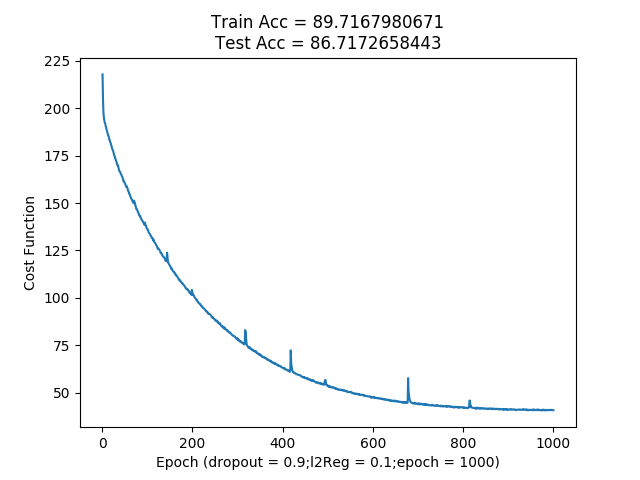 Train Acc = 89.7167980671
Test Acc = 86.7172658443
225
200
175
150
125
100
75
50
Cost Function
0 200 400 600 800 1000
Epoch (dropout = 0.9;l2Reg = 0.1;epoch = 1000)